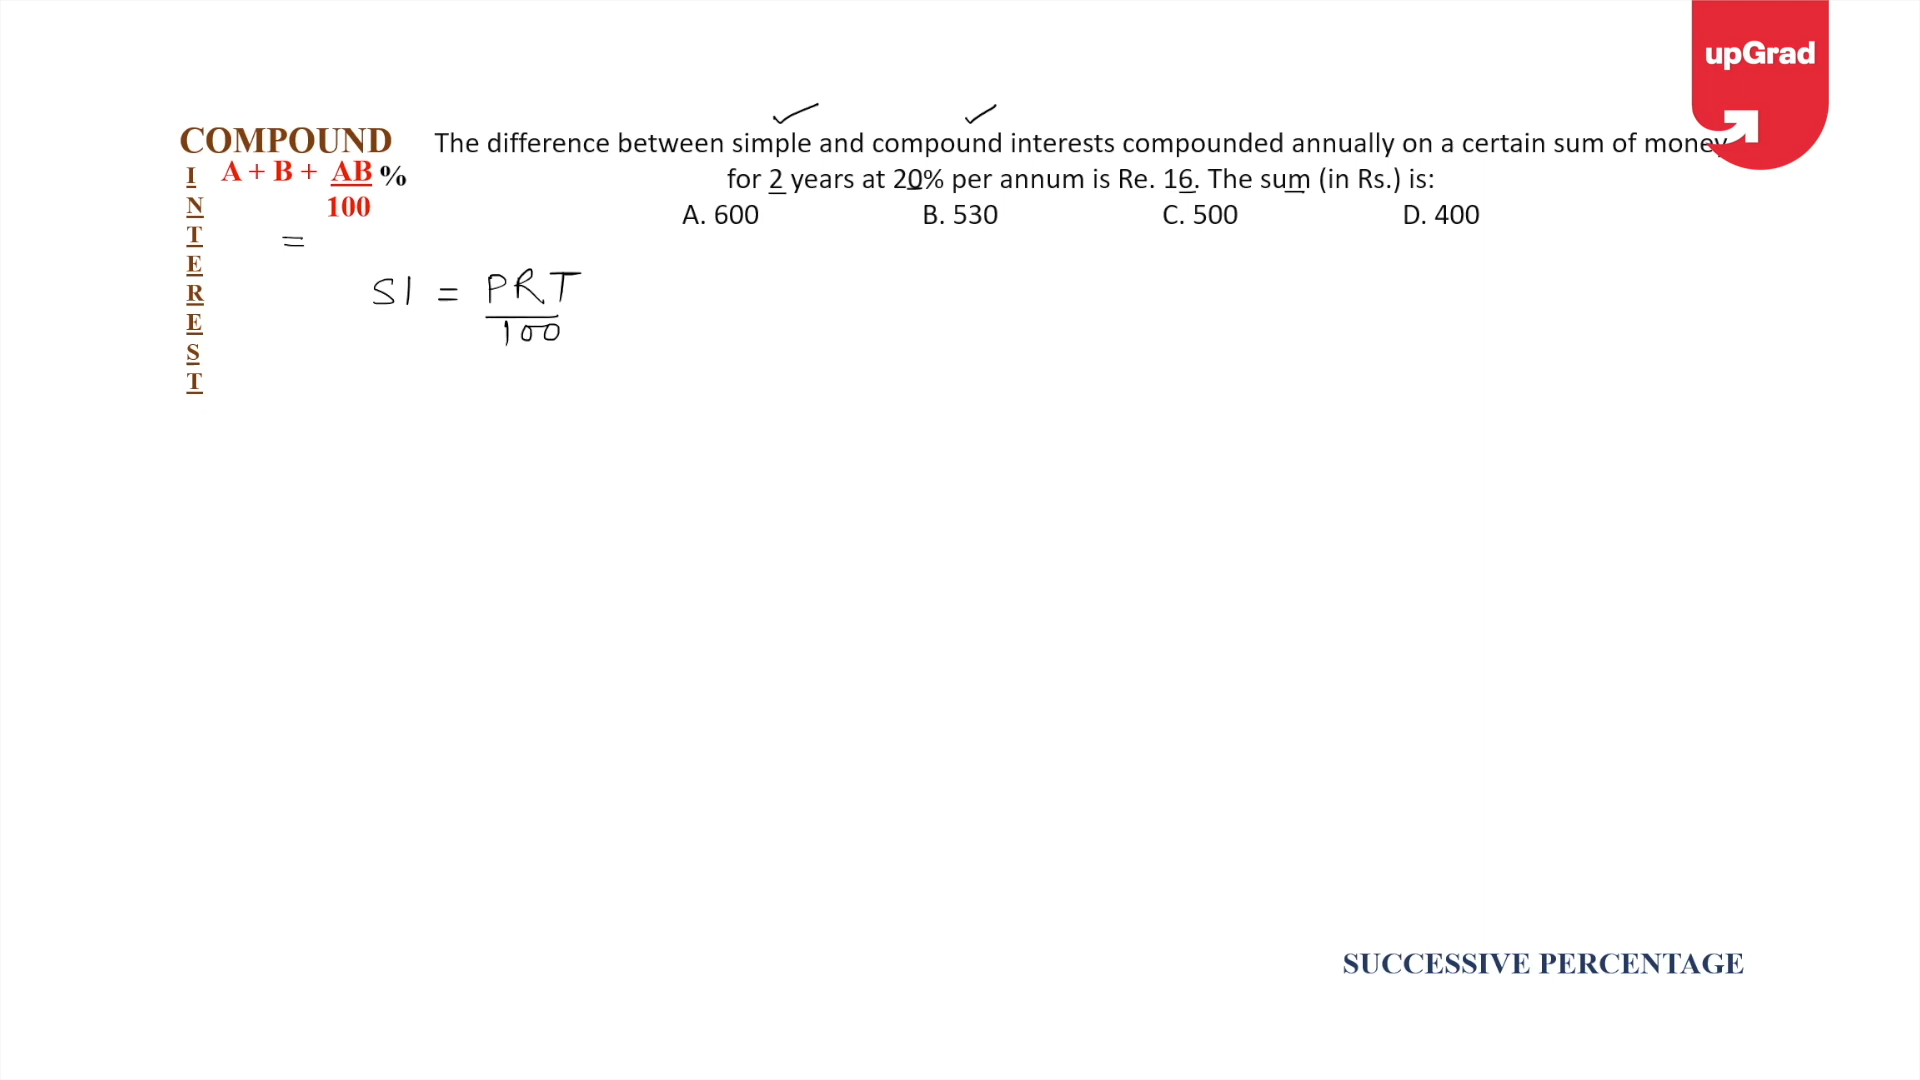 upGrad
COMPOUND
INTEREST
A + B + AB/100 %
=
The difference between simple and compound interests compounded annually on a certain sum of money
for 2 years at 20% per annum is Re. 16. The sum (in Rs.) is:
A. 600 B. 530 C. 500 D. 400
SI = PRT/100
SUCCESSIVE PERCENTAGE